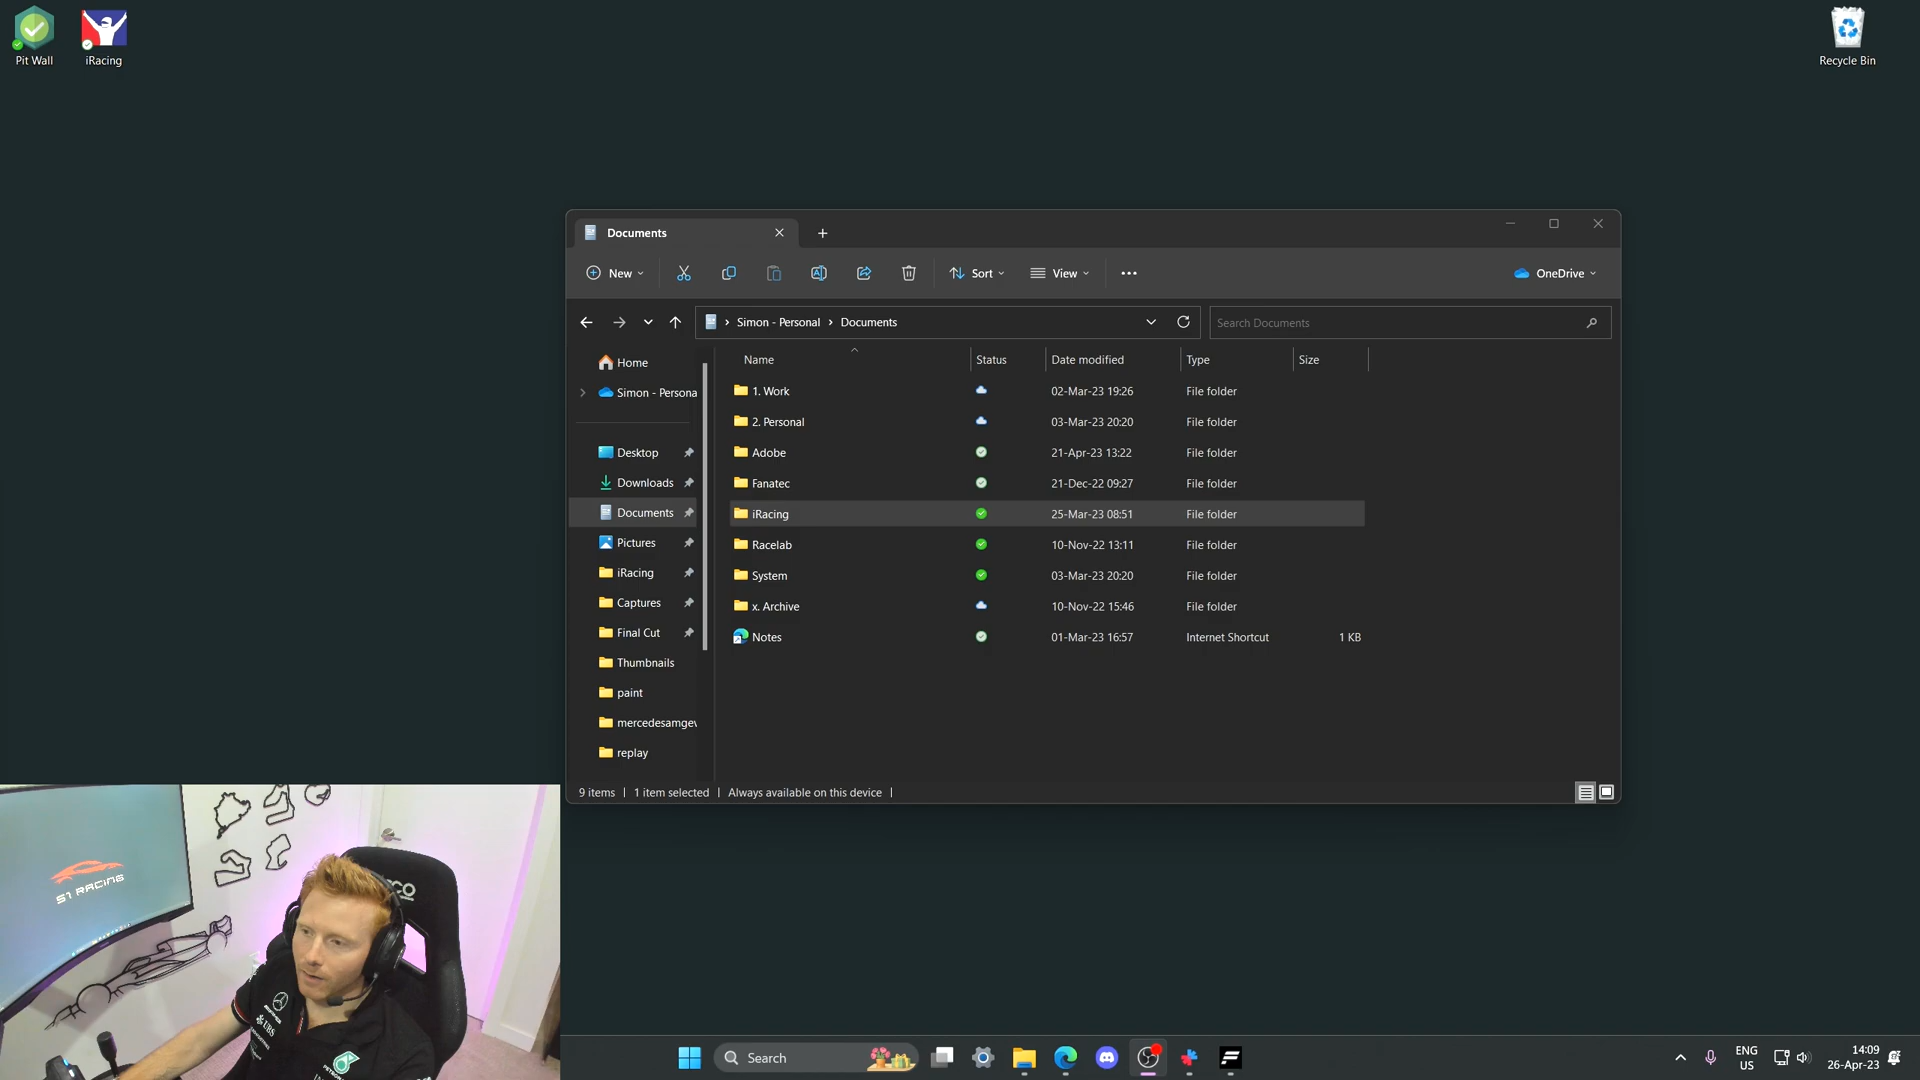 Pit Wall
iRacing
Recycle Bin
Documents
New
Sort
View
OneDrive
Simon - Personal
Documents
Search Documents
Name
Status
Date modified
Type
Size
Home
Simon - Persona
Desktop
Downloads
Documents
Pictures
iRacing
Captures
Final Cut
Thumbnails
paint
mercedesamgev
replay
1. Work 02-Mar-23 19:26 File folder
2. Personal 03-Mar-23 20:20 File folder
Adobe 21-Apr-23 13:22 File folder
Fanatec 21-Dec-22 09:27 File folder
iRacing 25-Mar-23 08:51 File folder
Racelab 10-Nov-22 13:11 File folder
System 03-Mar-23 20:20 File folder
x. Archive 10-Nov-22 15:46 File folder
Notes 01-Mar-23 16:57 Internet Shortcut 1 KB
9 items | 1 item selected | Always available on this device |
S1 RACING
UBS
Search
ENG
US
14:09
26-Apr-23